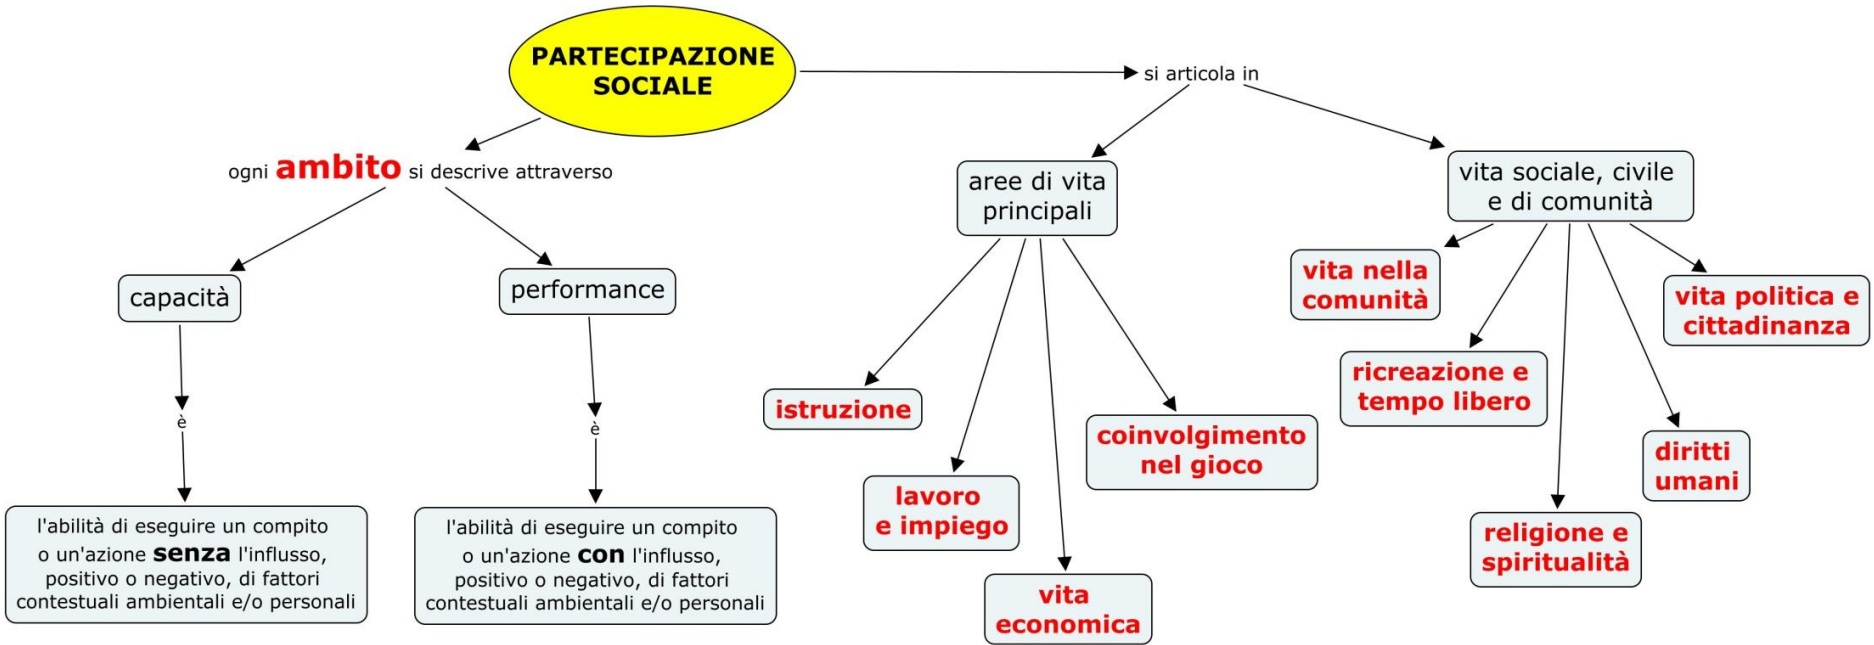 PARTECIPAZIONE
SOCIALE
si articola in
ogni ambito si descrive attraverso
capacità
performance
è
è
l'abilità di eseguire un compito
o un'azione senza l'influsso,
positivo o negativo, di fattori
contestuali ambientali e/o personali
l'abilità di eseguire un compito
o un'azione con l'influsso,
positivo o negativo, di fattori
contestuali ambientali e/o personali
aree di vita
principali
istruzione
lavoro
e impiego
vita
economica
coinvolgimento
nel gioco
vita sociale, civile
e di comunità
vita nella
comunità
ricreazione e
tempo libero
religione e
spiritualità
diritti
umani
vita politica e
cittadinanza